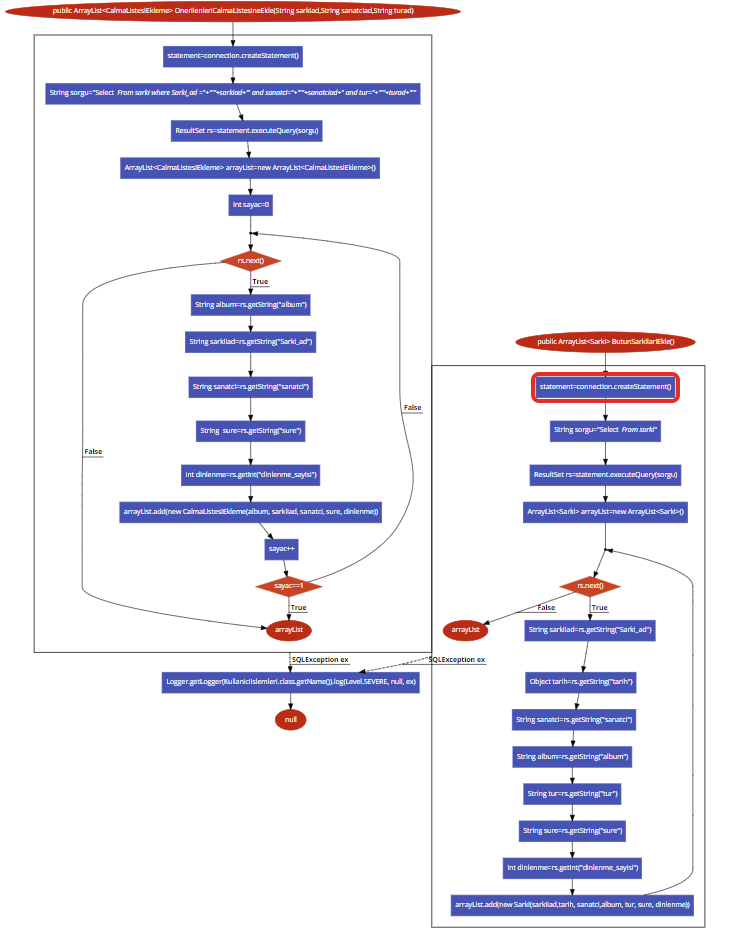 public ArrayList<CalmaListesiEkleme> OnerilenleriCalmaListesineEkle(String sarkiad,String sanatciad,String turad)
statement=connection.createStatement()
String sorgu="Select From sarki where Sarki_ad ="+"'"+sarkiad+"' and sanatci="+"'"+sanatciad+" and tur="+"'"+turad+"'"
ResultSet rs=statement.executeQuery(sorgu)
ArrayList<CalmaListesiEkleme> arrayList=new ArrayList<CalmaListesiEkleme>()
int sayac=0
rs.next()
True
String album=rs.getString("album")
String sarkiiad=rs.getString("Sarki_ad")
String sanatci=rs.getString("sanatci")
String sure=rs.getString("sure")
int dinlenme=rs.getInt("dinlenme_sayisi")
arrayList.add(new CalmaListesiEkleme(album, sarkiiad, sanatci, sure, dinlenme))
sayac++
sayac==1
True
arrayList
False
False
SQLException ex
Logger.getLogger(KullaniciIslemleri.class.getName()).log(Level.SEVERE, null, ex)
null
public ArrayList<Sarki> ButunSarkilariEkle()
statement=connection.createStatement()
String sorgu="Select From sarki"
ResultSet rs=statement.executeQuery(sorgu)
ArrayList<Sarki> arrayList=new ArrayList<Sarki>()
rs.next()
False
True
arrayList
String sarkiiad=rs.getString("Sarki_ad")
SQLException ex
Object tarih=rs.getString("tarih")
String sanatci=rs.getString("sanatci")
String album=rs.getString("album")
String tur=rs.getString("tur")
String sure=rs.getString("sure")
int dinlenme=rs.getInt("dinlenme_sayisi")
arrayList.add(new Sarki(sarkiiad,tarih, sanatci,album, tur, sure, dinlenme))